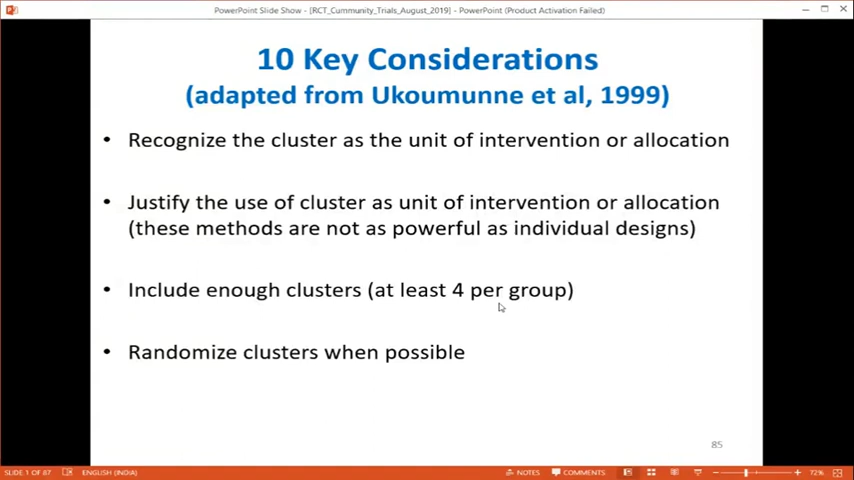 PowerPoint Slide Show - [RCT_Cummunity_Trials_August_2019] - PowerPoint (Product Activation Failed)
10 Key Considerations
(adapted from Ukoumunne et al, 1999)
• Recognize the cluster as the unit of intervention or allocation
• Justify the use of cluster as unit of intervention or allocation
(these methods are not as powerful as individual designs)
• Include enough clusters (at least 4 per group)
• Randomize clusters when possible
85
SLIDE 1 OF 87 ENGLISH (INDIA) NOTES COMMENTS 72%